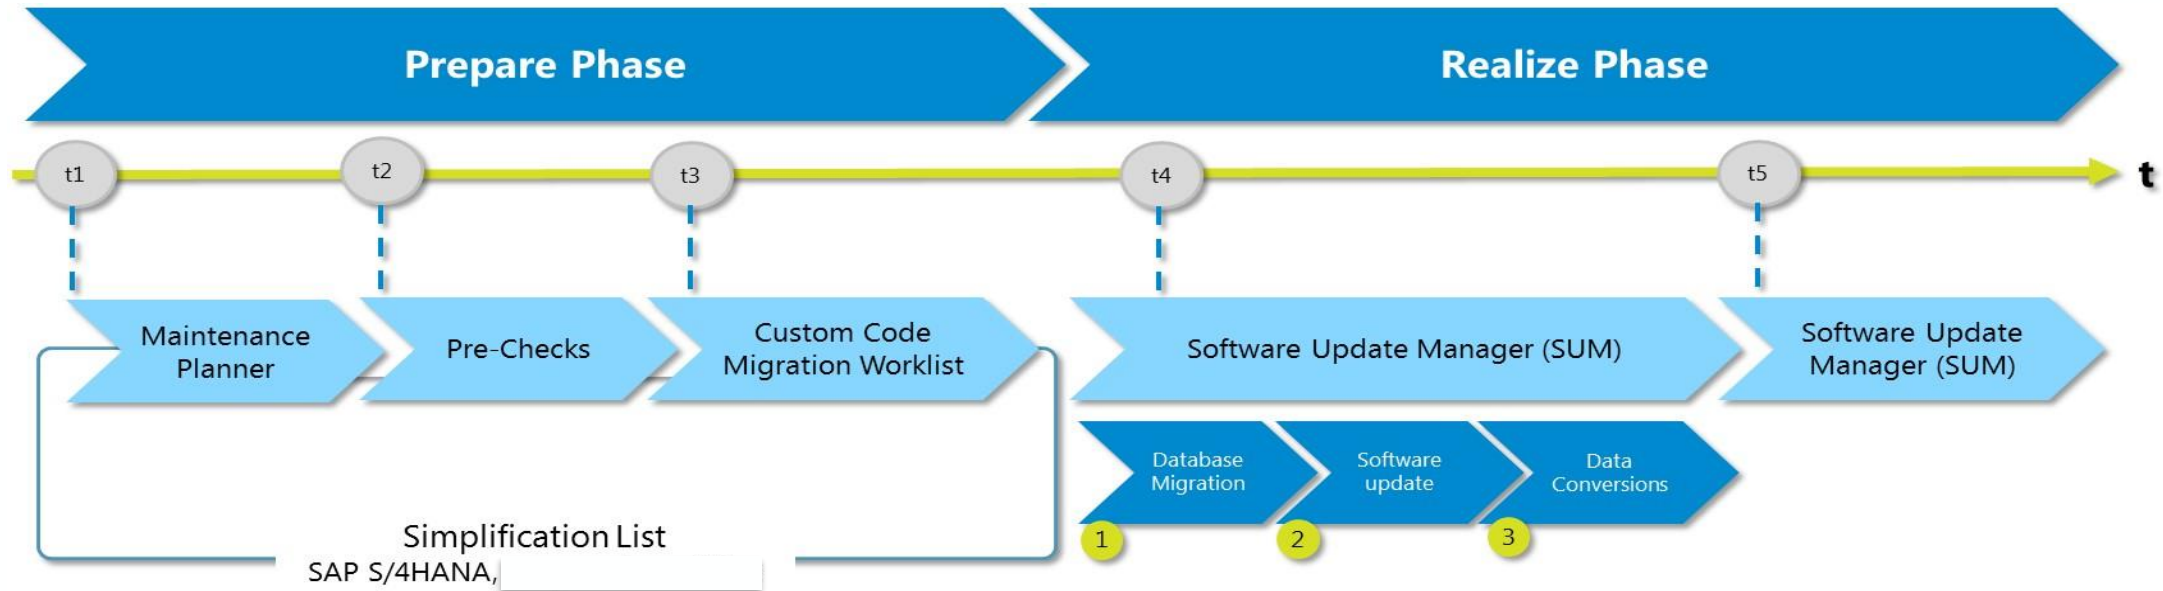 Prepare Phase
Realize Phase
t1
t2
t3
t4
t5
t
Maintenance
Planner
Pre-Checks
Custom Code
Migration Worklist
Software Update Manager (SUM)
Software Update
Manager (SUM)
Database
Migration
Software
update
Data
Conversions
1
2
3
Simplification List
SAP S/4HANA,